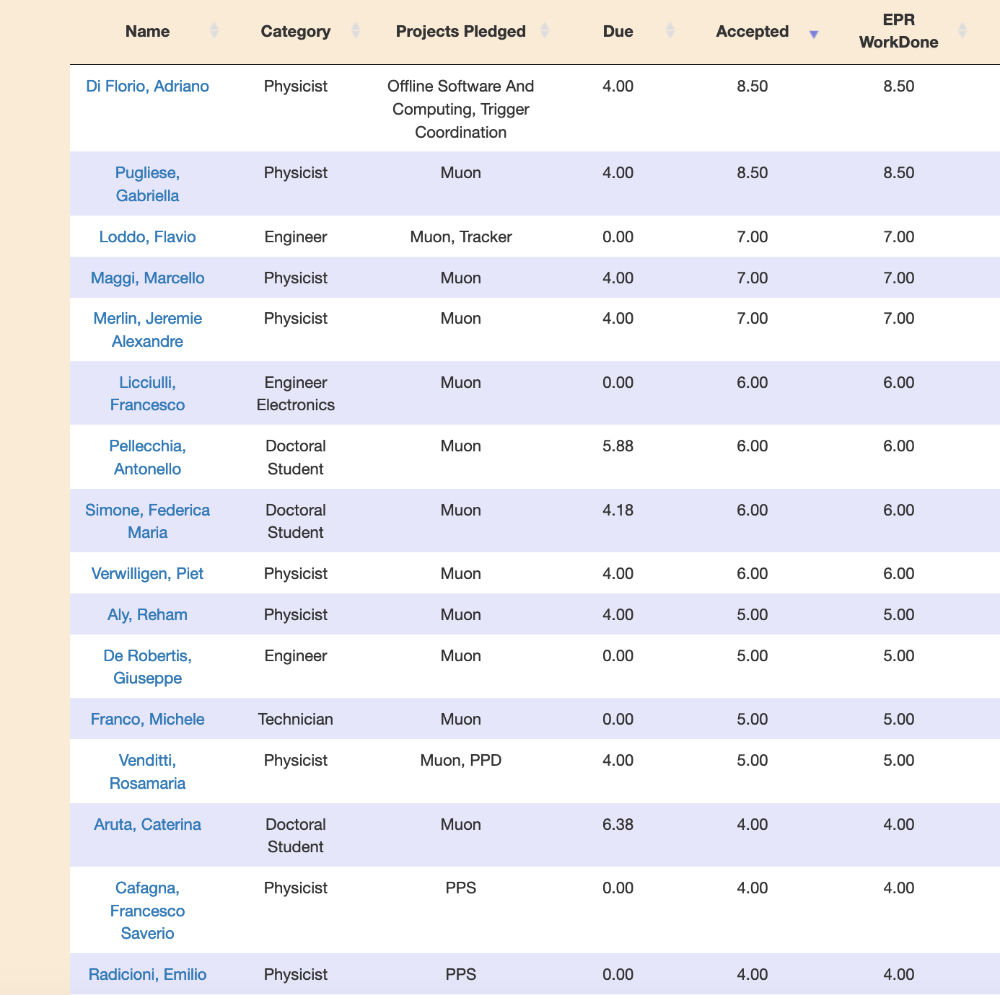 Name Category Projects Pledged Due Accepted EPR
WorkDone
Di Florio, Adriano Physicist Offline Software And 4.00 8.50 8.50
Computing, Trigger
Coordination
Pugliese, Physicist Muon 4.00 8.50 8.50
Gabriella
Loddo, Flavio Engineer Muon, Tracker 0.00 7.00 7.00
Maggi, Marcello Physicist Muon 4.00 7.00 7.00
Merlin, Jeremie Physicist Muon 4.00 7.00 7.00
Alexandre
Licciulli, Engineer Muon 0.00 6.00 6.00
Francesco Electronics
Pellecchia, Doctoral Muon 5.88 6.00 6.00
Antonello Student
Simone, Federica Doctoral Muon 4.18 6.00 6.00
Maria Student
Verwilligen, Piet Physicist Muon 4.00 6.00 6.00
Aly, Reham Physicist Muon 4.00 5.00 5.00
De Robertis, Engineer Muon 0.00 5.00 5.00
Giuseppe
Franco, Michele Technician Muon 0.00 5.00 5.00
Venditti, Physicist Muon, PPD 4.00 5.00 5.00
Rosamaria
Aruta, Caterina Doctoral Muon 6.38 4.00 4.00
Student
Cafagna, Physicist PPS 0.00 4.00 4.00
Francesco
Saverio
Radicioni, Emilio Physicist PPS 0.00 4.00 4.00